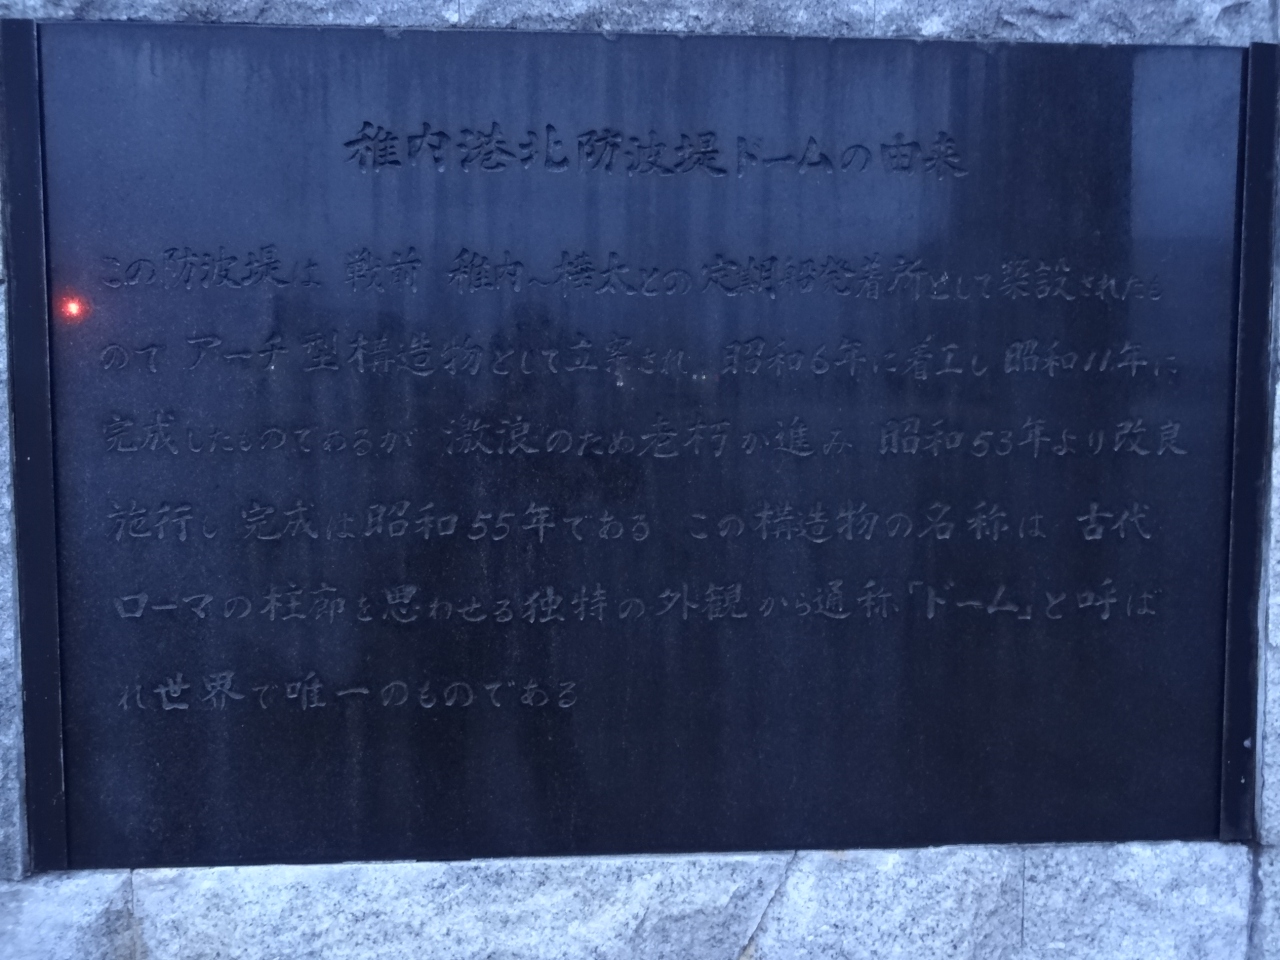 稚内港北防波堤ドームの由来
この防波堤は 戦前 稚内〜樺太との定期船発着所として築設されたも
のて アーチ型構造物として立案され 昭和6年に着工し 昭和11年に
完成したものてあるが 激浪のため老朽が進み 昭和53年より改良
施行し 完成は昭和55年である この構造物の名称は 古代
ローマの柱廊を思わせる独特の外観から通称「ドーム」と呼ば
れ世界で唯一のものである